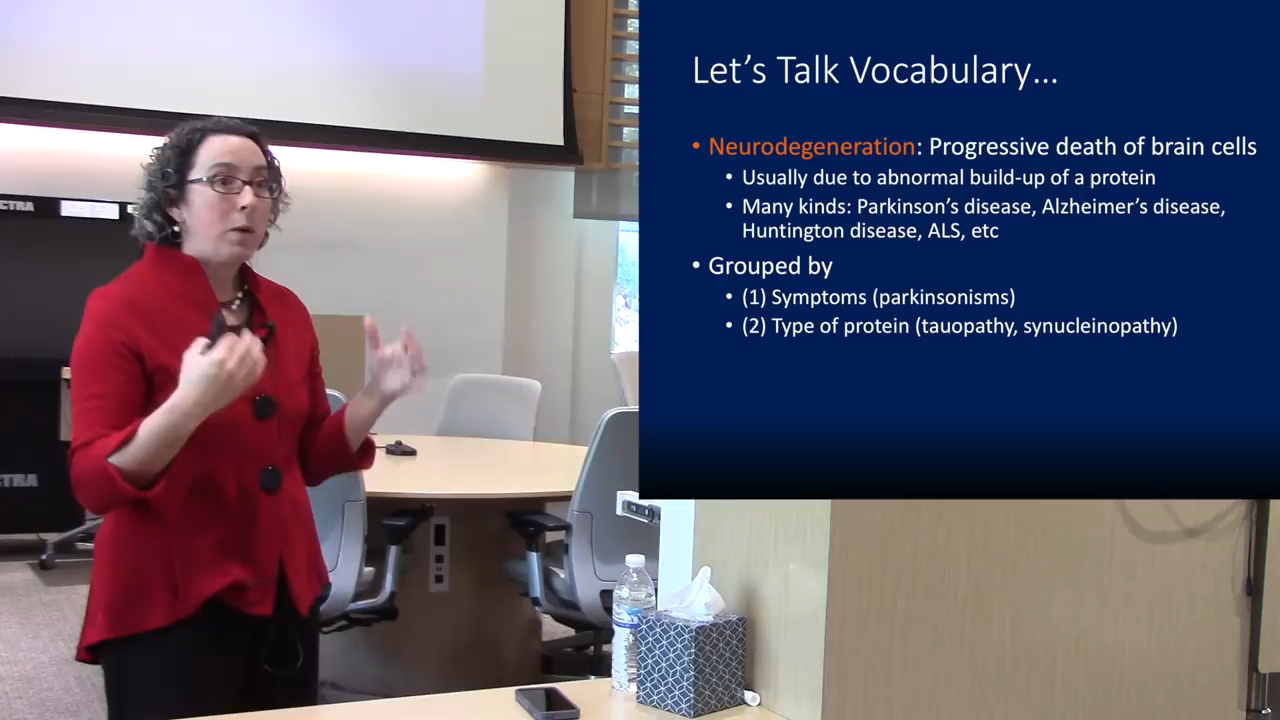 Let's Talk Vocabulary…
• Neurodegeneration: Progressive death of brain cells
• Usually due to abnormal build-up of a protein
• Many kinds: Parkinson's disease, Alzheimer's disease,
Huntington disease, ALS, etc
• Grouped by
• (1) Symptoms (parkinsonisms)
• (2) Type of protein (tauopathy, synucleinopathy)